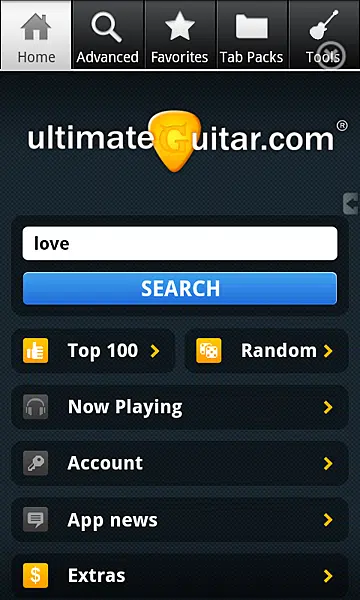 Home Advanced Favorites Tab Packs Tools
ultimateGuitar.com®
love
SEARCH
Top 100 Random
Now Playing
Account
App news
$ Extras